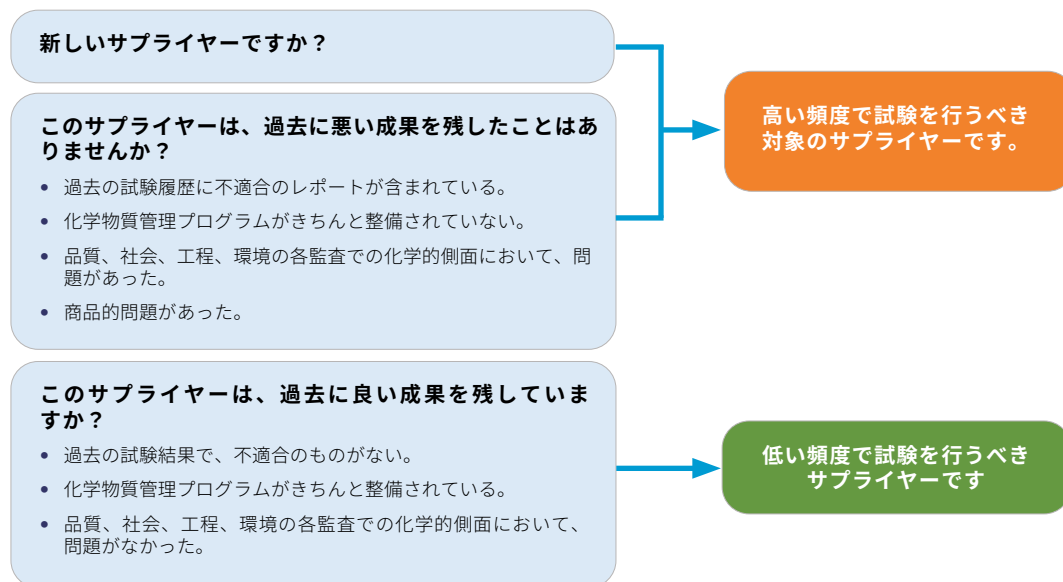 新しいサプライヤーですか？
このサプライヤーは、過去に悪い成果を残したことはあ
りませんか？
• 過去の試験履歴に不適合のレポートが含まれている。
• 化学物質管理プログラムがきちんと整備されていない。
• 品質、社会、工程、環境の各監査での化学的側面において、問
題があった。
• 商品的問題があった。
高い頻度で試験を行うべき
対象のサプライヤーです。
このサプライヤーは、過去に良い成果を残していま
すか？
• 過去の試験結果で、不適合のものがない。
• 化学物質管理プログラムがきちんと整備されている。
• 品質、社会、工程、環境の各監査での化学的側面において、
問題がなかった。
低い頻度で試験を行うべき
サプライヤーです